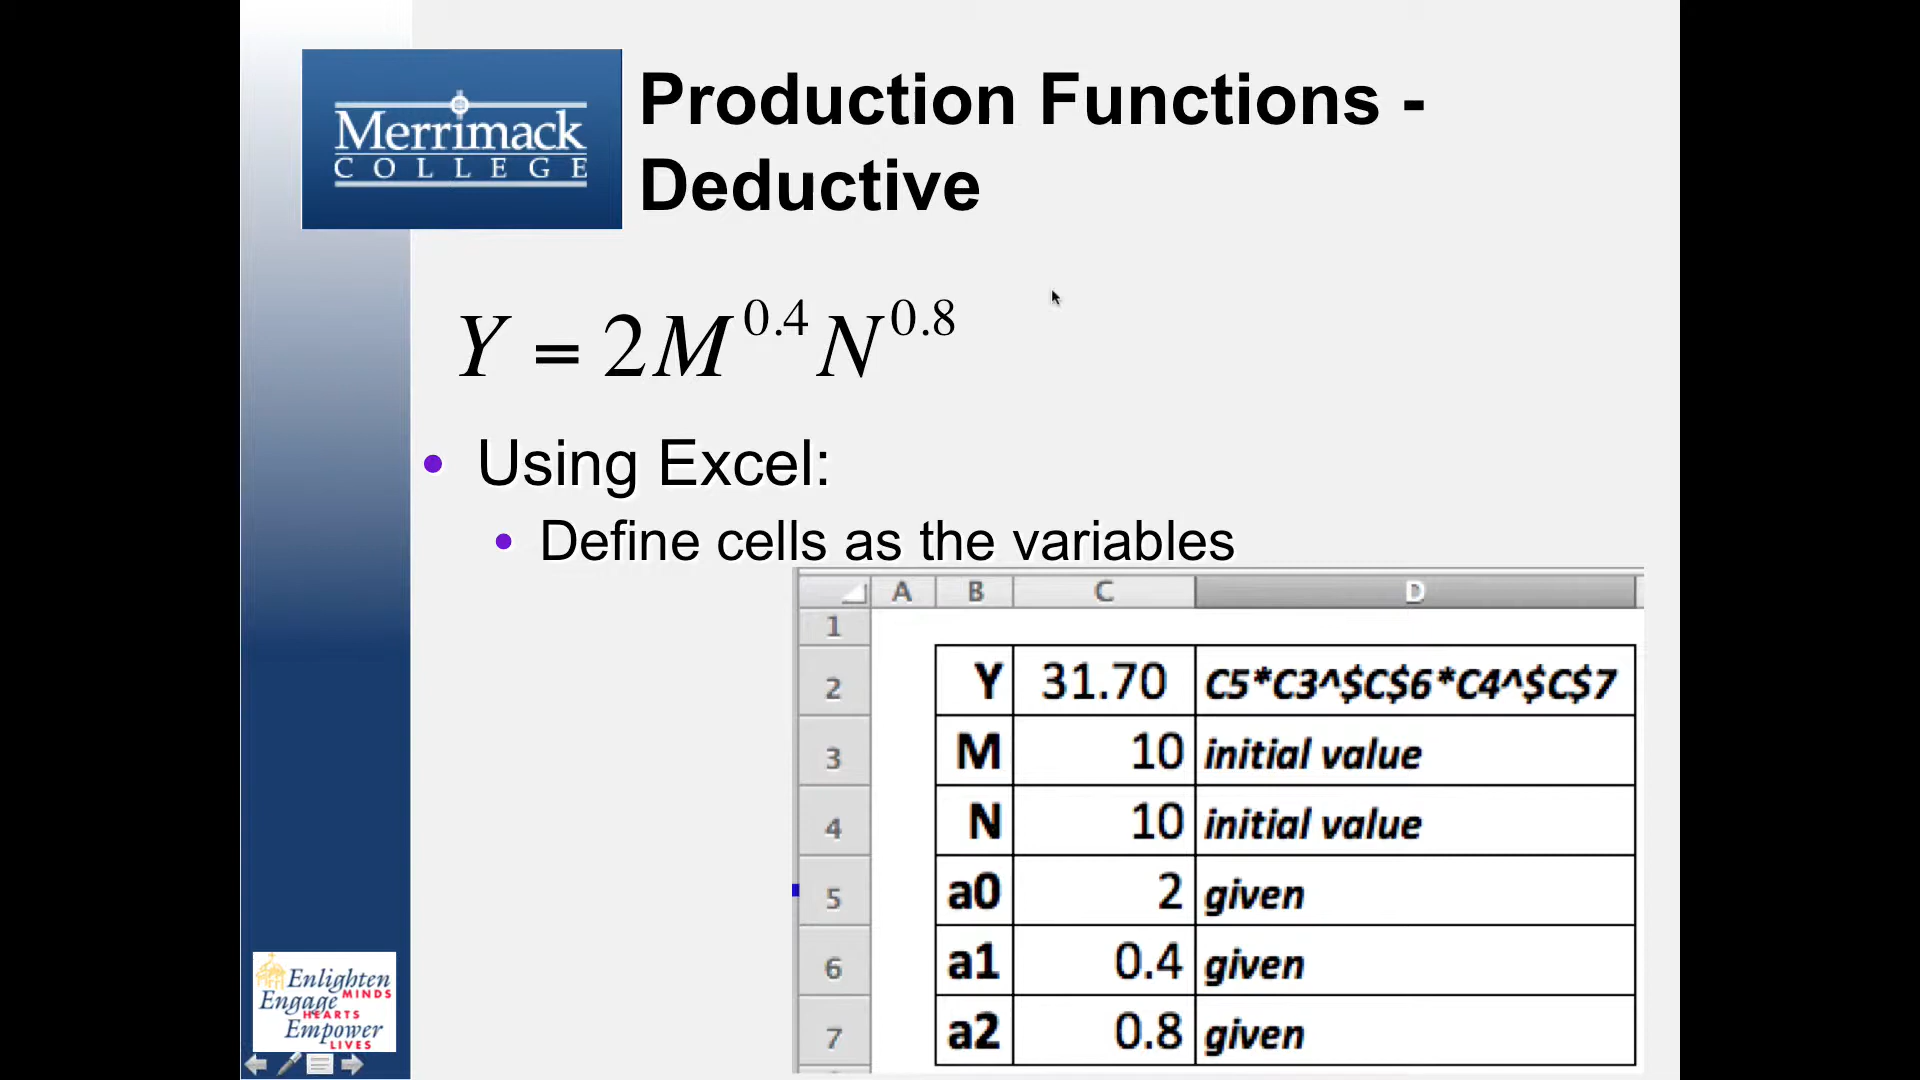 Merrimack
COLLEGE
Production Functions -
Deductive
Y = 2M^0.4 N^0.8
• Using Excel:
• Define cells as the variables
A B C D
1
2 Y 31.70 C5*C3^$C$6*C4^$C$7
3 M 10 initial value
4 N 10 initial value
5 a0 2 given
6 a1 0.4 given
7 a2 0.8 given
Enlighten
MINDS
Engage
HEARTS
Empower
LIVES